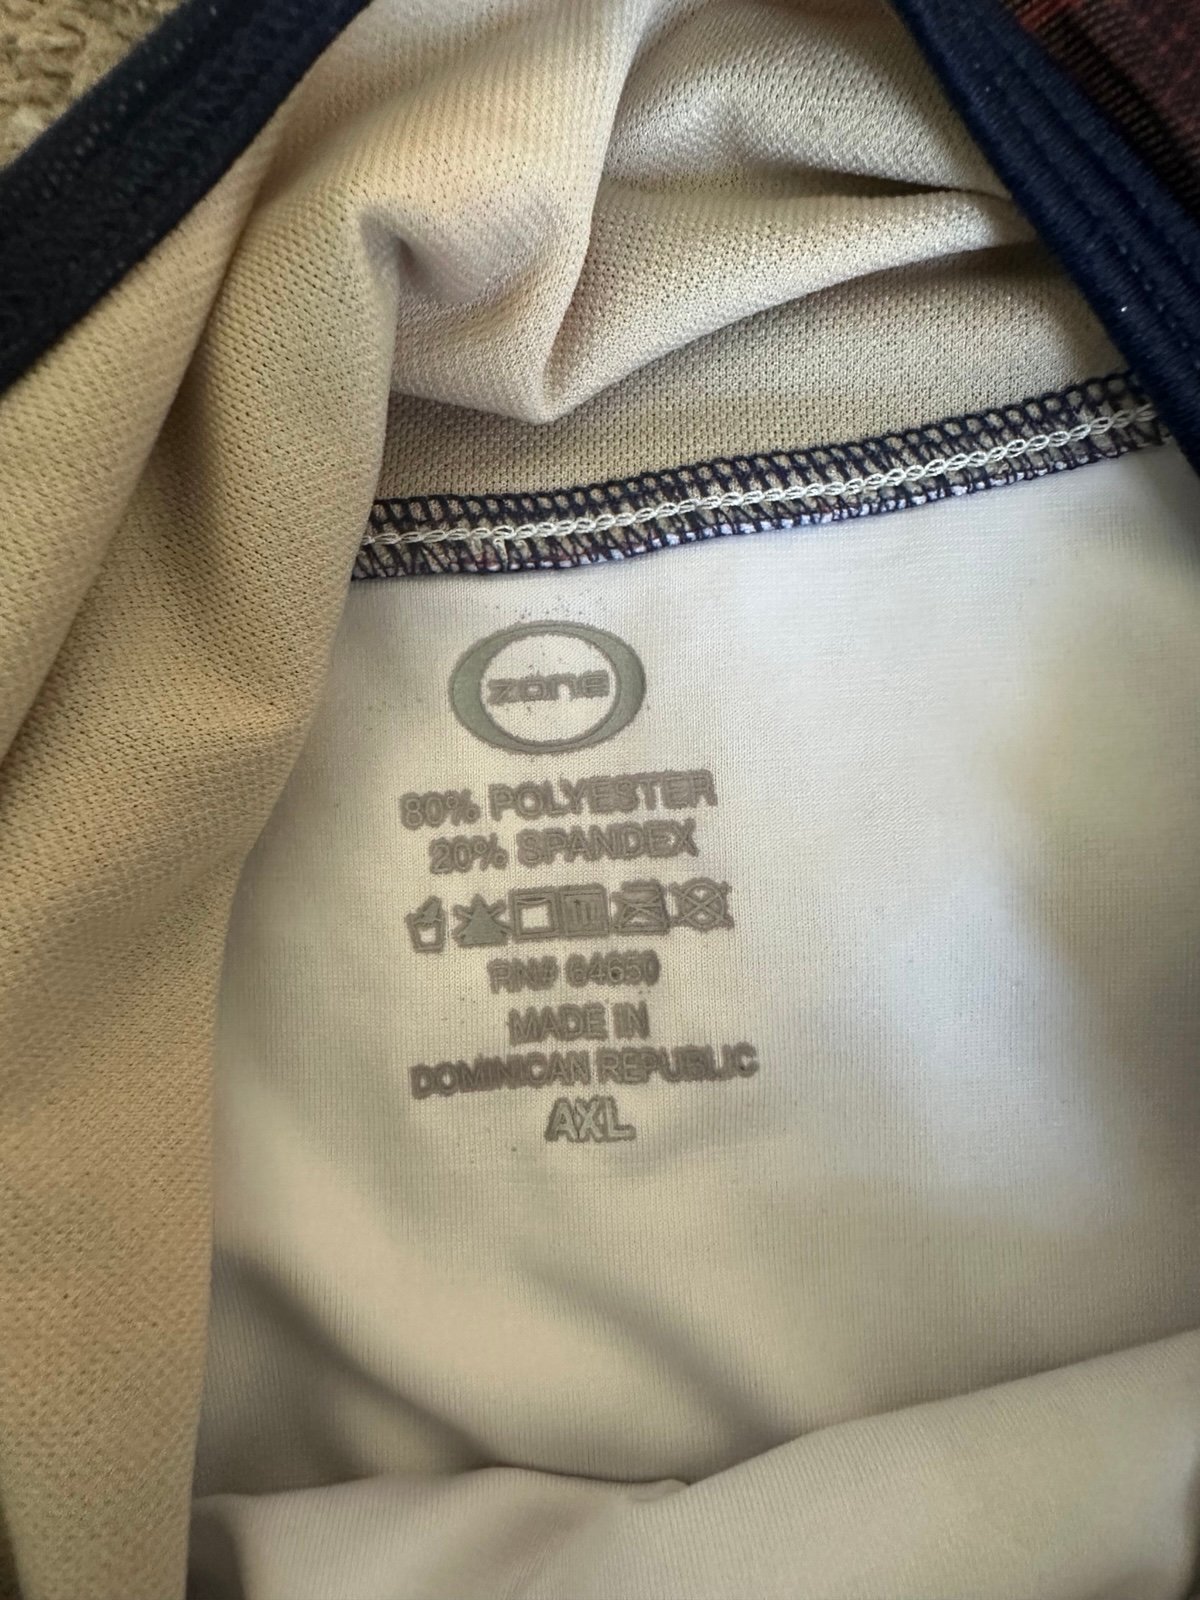 zone
80% POLYESTER
20% SPANDEX
RN# 64650
MADE IN
DOMINICAN REPUBLIC
AXL